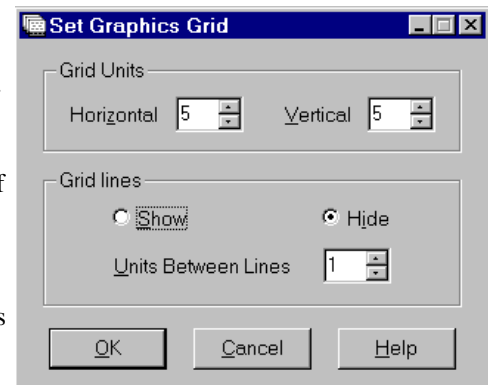 Set Graphics Grid
Grid Units
Horizontal 5 Vertical 5
f
Grid lines
Show Hide
Units Between Lines 1
s
OK Cancel Help